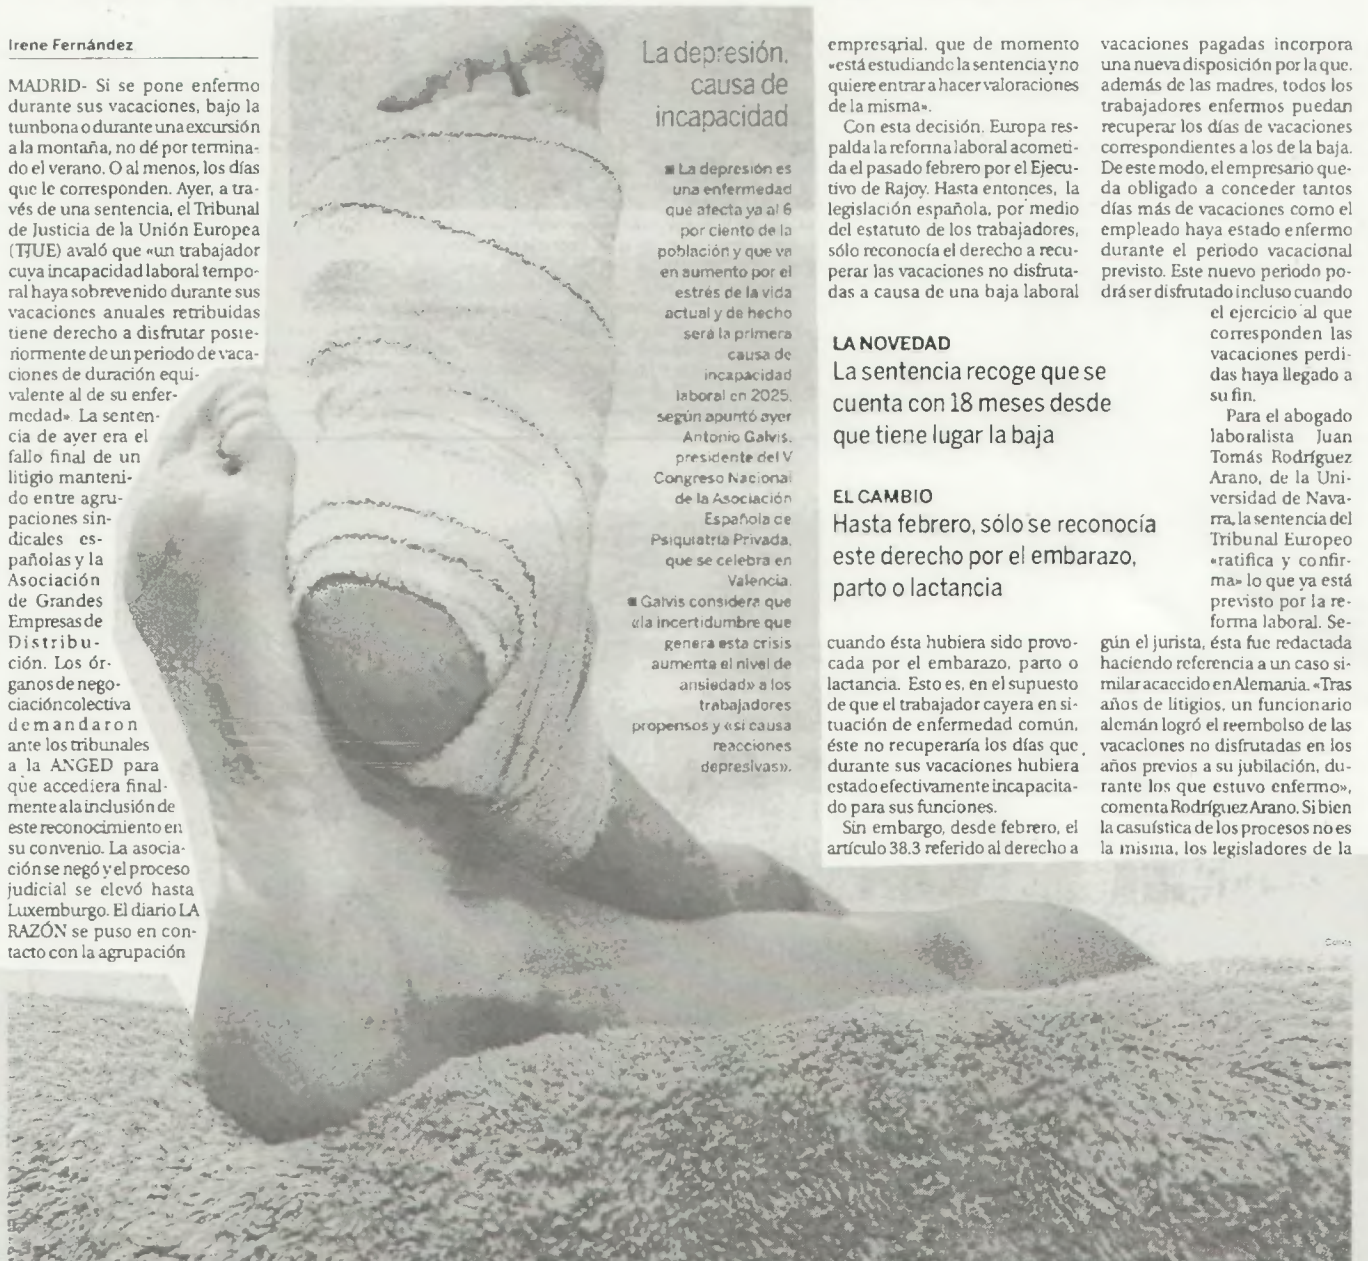 Irene Fernández
MADRID- Si se pone enfermo
durante sus vacaciones, bajo la
tumbona o durante una excursión
a la montaña, no dé por termina-
do el verano. O al menos, los días
que le corresponden. Ayer, a tra-
vés de una sentencia, el Tribunal
de Justicia de la Unión Europea
(TJUE) avaló que «un trabajador
cuya incapacidad laboral tempo-
ral haya sobrevenido durante sus
vacaciones anuales retribuidas
tiene derecho a disfrutar poste-
riormente de un periodo de vaca-
ciones de duración equi-
valente al de su enfer-
medad» La senten-
cia de ayer era el
fallo final de un
litigio manteni-
do entre agru-
paciones sin-
dicales es-
pañolas y la
Asociación
de Grandes
Empresas de
Distribu-
ción. Los ór-
ganos de nego-
ciación colectiva
demandaron
ante los tribunales
a la ANGED para
que accediera final-
mente a la inclusión de
este reconocimiento en
su convenio. La asocia-
ción se negó y el proceso
judicial se elevó hasta
Luxemburgo. El diario LA
RAZÓN se puso en con-
tacto con la agrupación
La depresión,
causa de
incapacidad
■ La depresión es
una enfermedad
que afecta ya al 6
por ciento de la
población y que va
en aumento por el
estrés de la vida
actual y de hecho
será la primera
causa de
incapacidad
laboral en 2025,
según apuntó ayer
Antonio Galvis,
presidente del V
Congreso Nacional
de la Asociación
Española de
Psiquiatría Privada,
que se celebra en
Valencia.
■ Galvis considera que
«la incertidumbre que
genera esta crisis
aumenta el nivel de
ansiedad» a los
trabajadores
propensos y «si causa
reacciones
depresivas».
empresarial, que de momento
«está estudiando la sentencia y no
quiere entrar a hacer valoraciones
de la misma».
Con esta decisión, Europa res-
palda la reforma laboral acometi-
da el pasado febrero por el Ejecu-
tivo de Rajoy. Hasta entonces, la
legislación española, por medio
del estatuto de los trabajadores,
sólo reconocía el derecho a recu-
perar las vacaciones no disfruta-
das a causa de una baja laboral
LA NOVEDAD
La sentencia recoge que se
cuenta con 18 meses desde
que tiene lugar la baja
EL CAMBIO
Hasta febrero, sólo se reconocía
este derecho por el embarazo,
parto o lactancia
cuando ésta hubiera sido provo-
cada por el embarazo, parto o
lactancia. Esto es, en el supuesto
de que el trabajador cayera en si-
tuación de enfermedad común,
éste no recuperaría los días que
durante sus vacaciones hubiera
estado efectivamente incapacita-
do para sus funciones.
Sin embargo, desde febrero, el
artículo 38.3 referido al derecho a
vacaciones pagadas incorpora
una nueva disposición por la que,
además de las madres, todos los
trabajadores enfermos puedan
recuperar los días de vacaciones
correspondientes a los de la baja.
De este modo, el empresario que-
da obligado a conceder tantos
días más de vacaciones como el
empleado haya estado enfermo
durante el periodo vacacional
previsto. Este nuevo periodo po-
drá ser disfrutado incluso cuando
el ejercicio al que
corresponden las
vacaciones perdi-
das haya llegado a
su fin.
Para el abogado
laboralista Juan
Tomás Rodríguez
Arano, de la Uni-
versidad de Nava-
rra, la sentencia del
Tribunal Europeo
«ratifica y confir-
ma» lo que ya está
previsto por la re-
forma laboral. Se-
gún el jurista, ésta fue redactada
haciendo referencia a un caso si-
milar acaecido en Alemania. «Tras
años de litigios, un funcionario
alemán logró el reembolso de las
vacaciones no disfrutadas en los
años previos a su jubilación, du-
rante los que estuvo enfermo»,
comenta Rodríguez Arano. Si bien
la casuística de los procesos no es
la misma, los legisladores de la